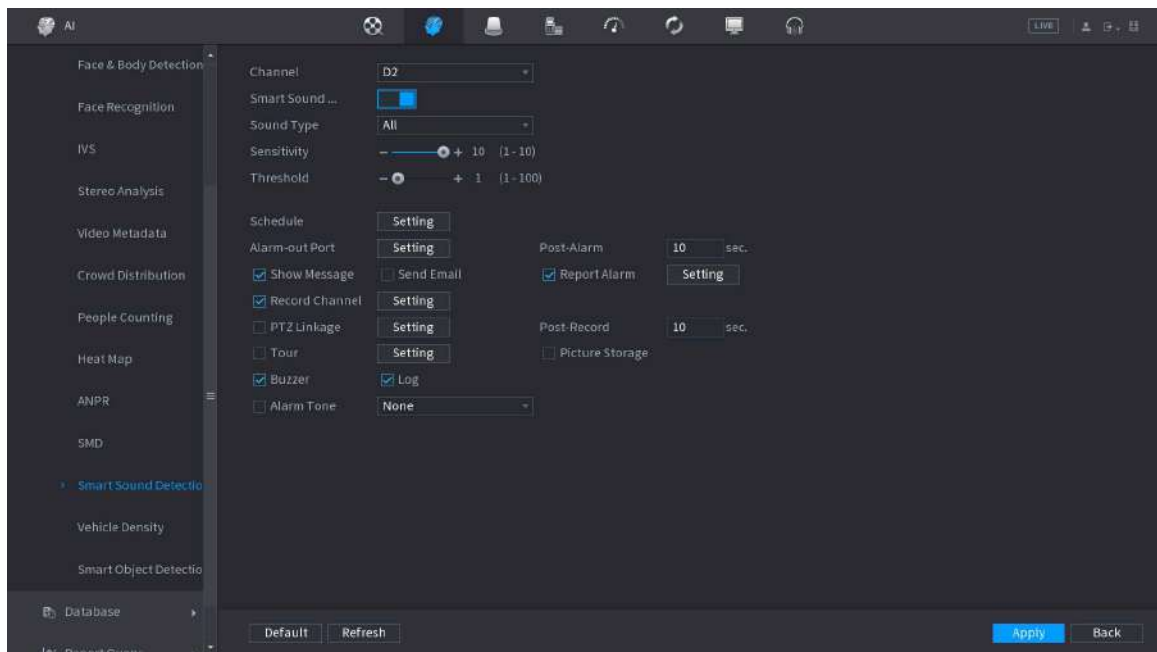 AI
LIVE
Face & Body Detection
Face Recognition
IVS
Stereo Analysis
Video Metadata
Crowd Distribution
People Counting
Heat Map
ANPR
SMD
Smart Sound Detectio
Vehicle Density
Smart Object Detectio
Database
Channel D2
Smart Sound ...
Sound Type All
Sensitivity - + 10 (1-10)
Threshold - + 1 (1-100)
Schedule Setting
Alarm-out Port Setting Post-Alarm 10 sec.
Show Message Send Email Report Alarm Setting
Record Channel Setting
PTZ Linkage Setting Post-Record 10 sec.
Tour Setting Picture Storage
Buzzer Log
Alarm Tone None
Default Refresh Apply Back